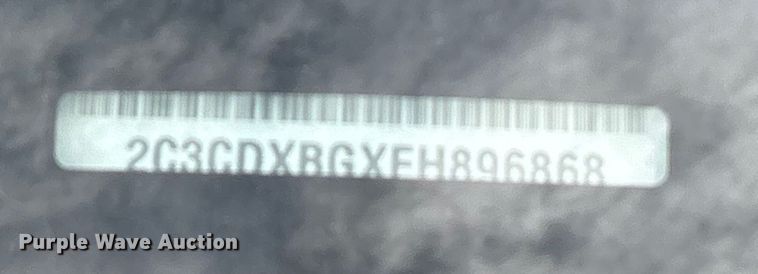 2C3CDXBGXEH896868
Purple Wave Auction